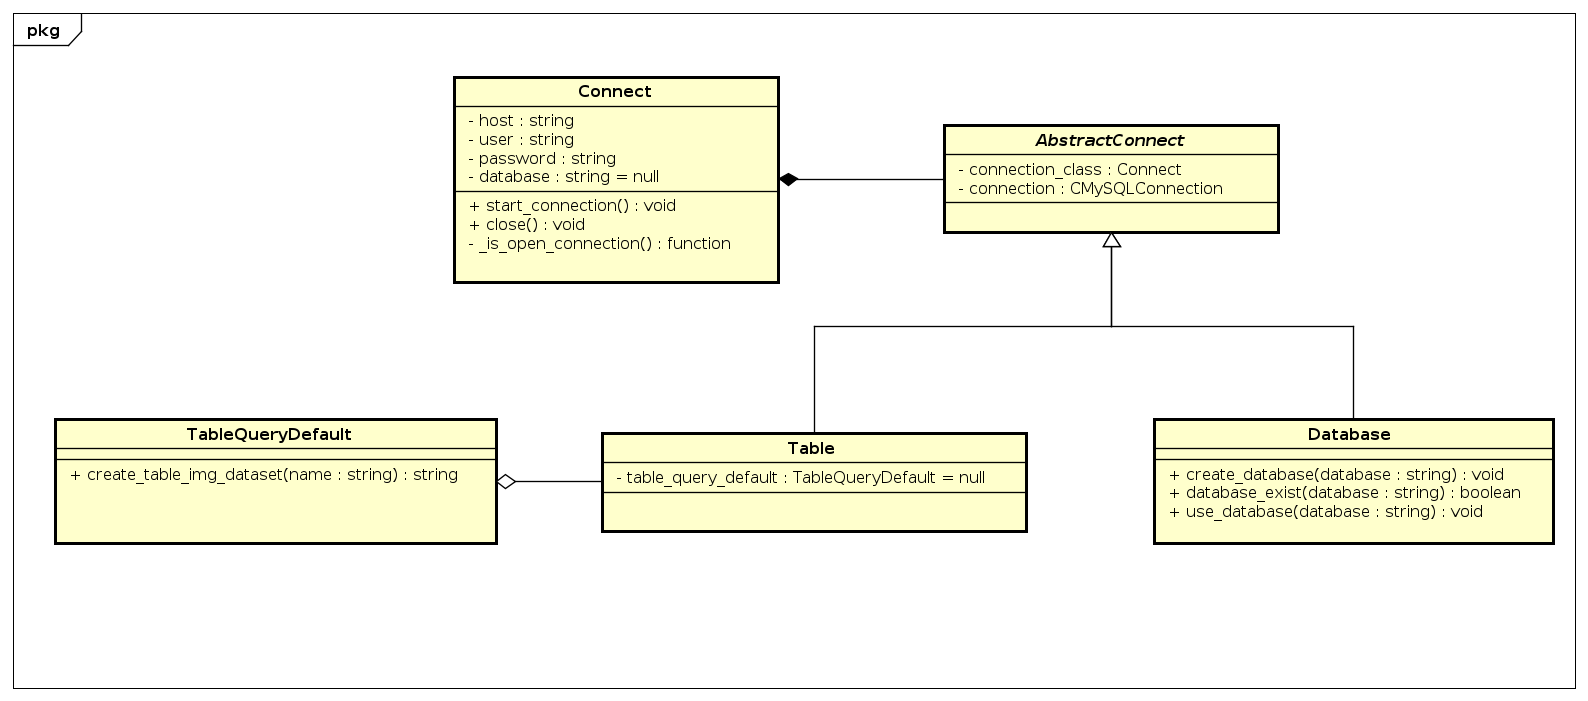 pkg
Connect
- host : string
- user : string
- password : string
- database : string = null
+ start_connection() : void
+ close() : void
- _is_open_connection() : function
AbstractConnect
- connection_class : Connect
- connection : CMySQLConnection
TableQueryDefault
+ create_table_img_dataset(name : string) : string
Table
- table_query_default : TableQueryDefault = null
Database
+ create_database(database : string) : void
+ database_exist(database : string) : boolean
+ use_database(database : string) : void